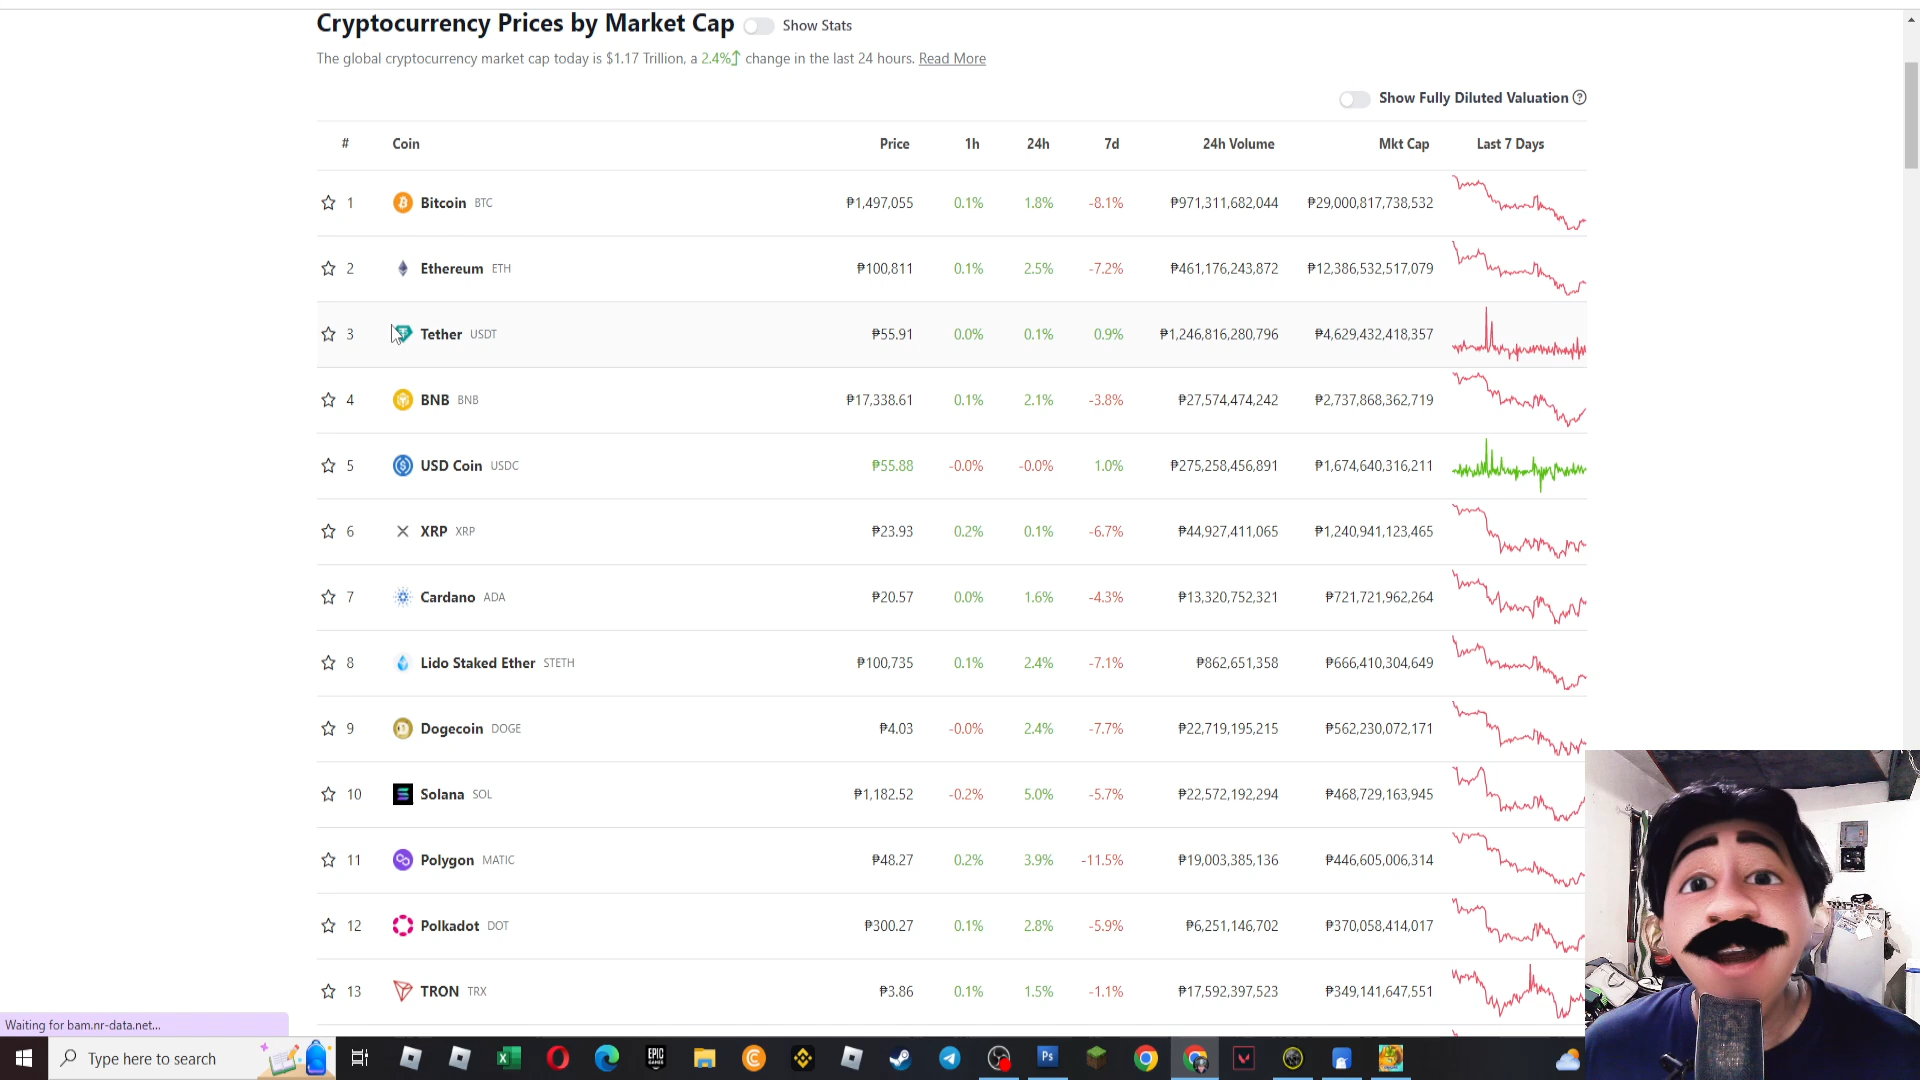 Cryptocurrency Prices by Market Cap Show Stats
The global cryptocurrency market cap today is $1.17 Trillion, a 2.4% change in the last 24 hours. Read More
Show Fully Diluted Valuation ?
# Coin Price 1h 24h 7d 24h Volume Mkt Cap Last 7 Days
1 Bitcoin BTC ₱1,497,055 0.1% 1.8% -8.1% ₱971,311,682,044 ₱29,000,817,738,532
2 Ethereum ETH ₱100,811 0.1% 2.5% -7.2% ₱461,176,243,872 ₱12,386,532,517,079
3 Tether USDT ₱55.91 0.0% 0.1% 0.9% ₱1,246,816,280,796 ₱4,629,432,418,357
4 BNB BNB ₱17,338.61 0.1% 2.1% -3.8% ₱27,574,474,242 ₱2,737,868,362,719
5 USD Coin USDC ₱55.88 -0.0% -0.0% 1.0% ₱275,258,456,891 ₱1,674,640,316,211
6 XRP XRP ₱23.93 0.2% 0.1% -6.7% ₱44,927,411,065 ₱1,240,941,123,465
7 Cardano ADA ₱20.57 0.0% 1.6% -4.3% ₱13,320,752,321 ₱721,721,962,264
8 Lido Staked Ether STETH ₱100,735 0.1% 2.4% -7.1% ₱862,651,358 ₱666,410,304,649
9 Dogecoin DOGE ₱4.03 -0.0% 2.4% -7.7% ₱22,719,195,215 ₱562,230,072,171
10 Solana SOL ₱1,182.52 -0.2% 5.0% -5.7% ₱22,572,192,294 ₱468,729,163,945
11 Polygon MATIC ₱48.27 0.2% 3.9% -11.5% ₱19,003,385,136 ₱446,605,006,314
12 Polkadot DOT ₱300.27 0.1% 2.8% -5.9% ₱6,251,146,702 ₱370,058,414,017
13 TRON TRX ₱3.86 0.1% 1.5% -1.1% ₱17,592,397,523 ₱349,141,647,551
Waiting for bam.nr-data.net...
Type here to search
EPIC GAMES
Ps